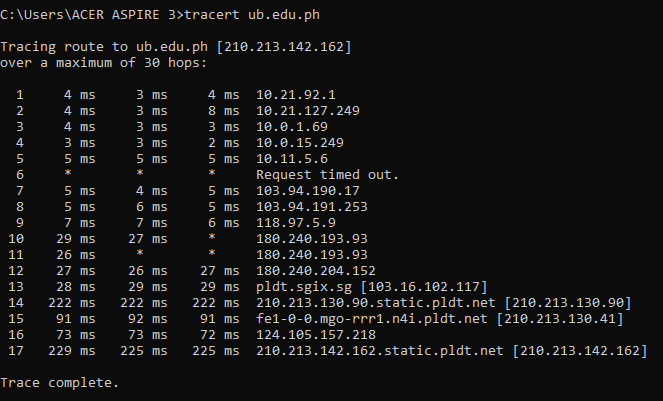 C:\Users\ACER ASPIRE 3>tracert ub.edu.ph
Tracing route to ub.edu.ph [210.213.142.162]
over a maximum of 30 hops:
1 4 ms 3 ms 4 ms 10.21.92.1
2 4 ms 3 ms 8 ms 10.21.127.249
3 4 ms 3 ms 3 ms 10.0.1.69
4 3 ms 3 ms 2 ms 10.0.15.249
5 5 ms 5 ms 5 ms 10.11.5.6
6 * * * Request timed out.
7 5 ms 4 ms 5 ms 103.94.190.17
8 5 ms 6 ms 5 ms 103.94.191.253
9 7 ms 7 ms 6 ms 118.97.5.9
10 29 ms 27 ms * 180.240.193.93
11 26 ms * * 180.240.193.93
12 27 ms 26 ms 27 ms 180.240.204.152
13 28 ms 29 ms 29 ms pldt.sgix.sg [103.16.102.117]
14 222 ms 222 ms 222 ms 210.213.130.90.static.pldt.net [210.213.130.90]
15 91 ms 92 ms 91 ms fe1-0-0.mgo-rrr1.n4i.pldt.net [210.213.130.41]
16 73 ms 73 ms 72 ms 124.105.157.218
17 229 ms 225 ms 225 ms 210.213.142.162.static.pldt.net [210.213.142.162]
Trace complete.